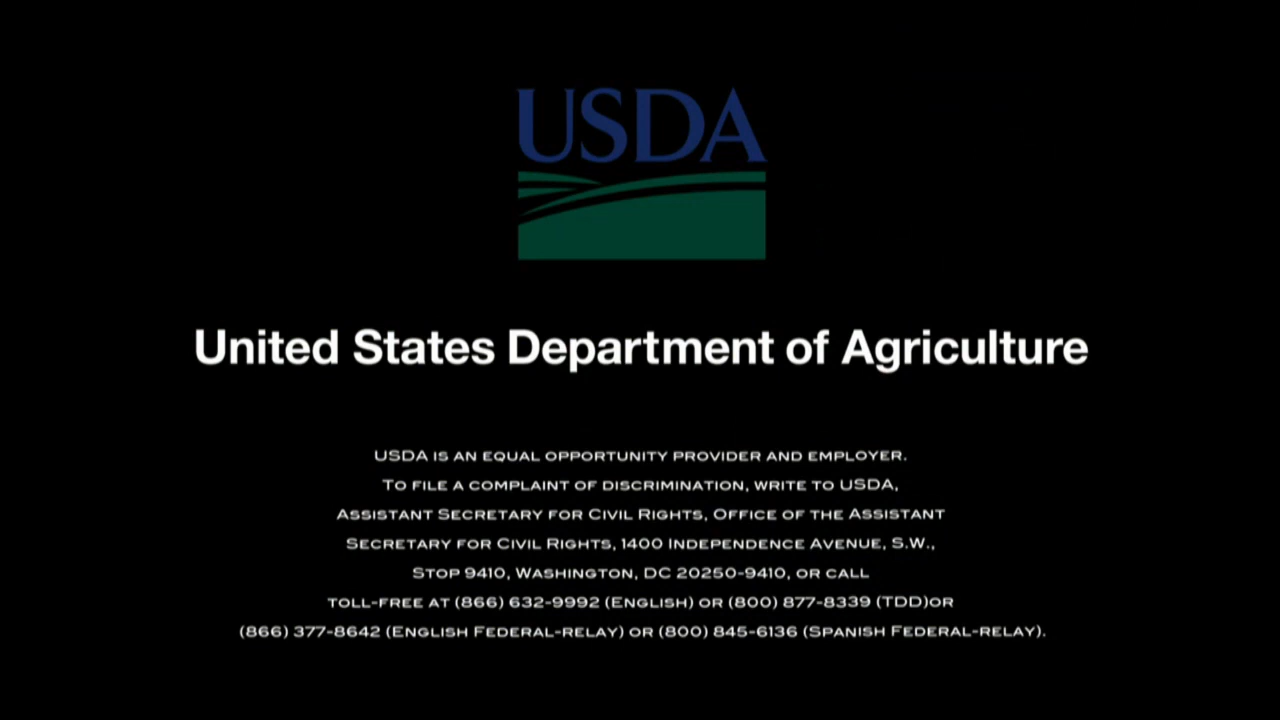 USDA
United States Department of Agriculture
USDA is an equal opportunity provider and employer.
To file a complaint of discrimination, write to USDA,
Assistant Secretary for Civil Rights, Office of the Assistant
Secretary for Civil Rights, 1400 Independence Avenue, S.W.,
Stop 9410, Washington, DC 20250-9410, or call
toll-free at (866) 632-9992 (English) or (800) 877-8339 (TDD)or
(866) 377-8642 (English Federal-relay) or (800) 845-6136 (Spanish Federal-relay).